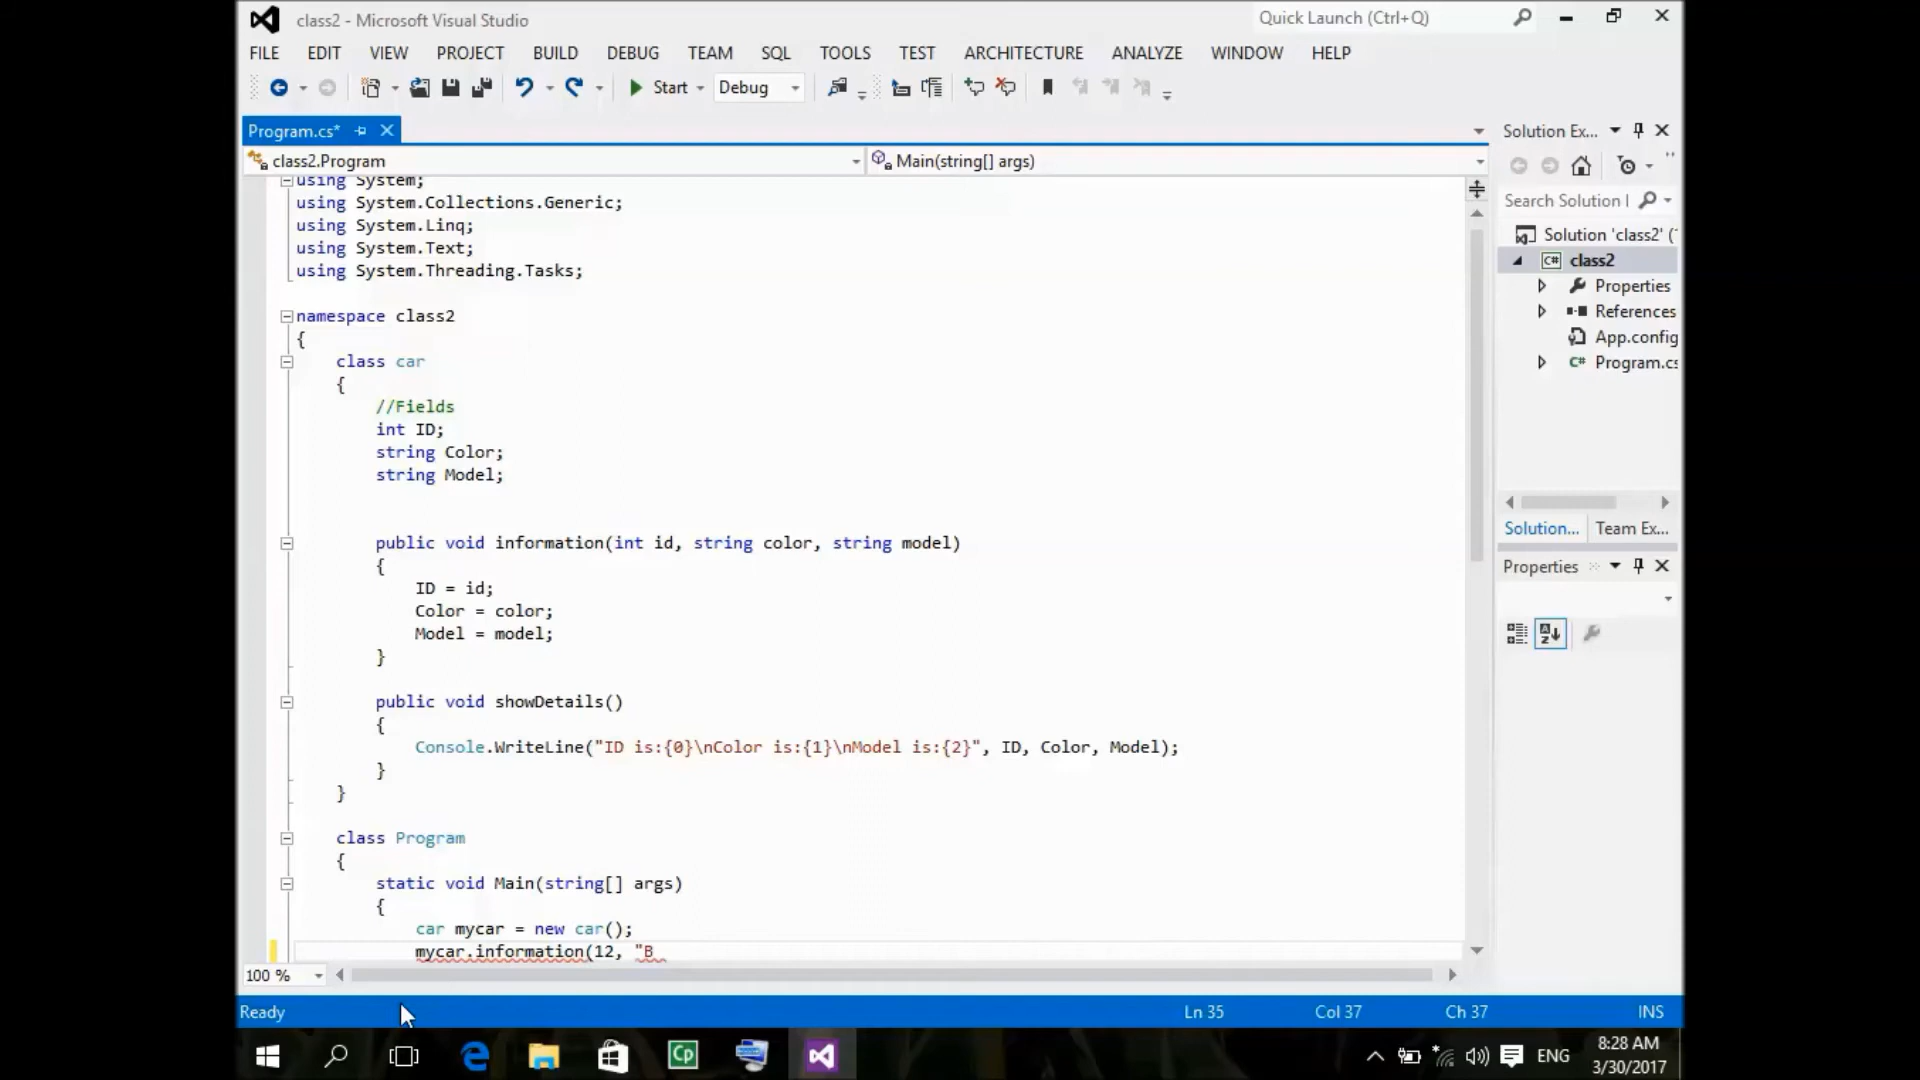 class2 - Microsoft Visual Studio
Quick Launch (Ctrl+Q)
FILE EDIT VIEW PROJECT BUILD DEBUG TEAM SQL TOOLS TEST ARCHITECTURE ANALYZE WINDOW HELP
Start Debug
Program.cs*
Solution Ex...
class2.Program
Main(string[] args)
using System;
using System.Collections.Generic;
using System.Linq;
using System.Text;
using System.Threading.Tasks;
namespace class2
{
class car
{
//Fields
int ID;
string Color;
string Model;
public void information(int id, string color, string model)
{
ID = id;
Color = color;
Model = model;
}
public void showDetails()
{
Console.WriteLine("ID is:{0}\nColor is:{1}\nModel is:{2}", ID, Color, Model);
}
}
class Program
{
static void Main(string[] args)
{
car mycar = new car();
mycar.information(12, "B
100 %
Search Solution
Solution 'class2' (
C# class2
Properties
References
App.config
C# Program.cs
Solution... Team Ex...
Properties
Ready
Ln 35 Col 37 Ch 37 INS
Cp
ENG
8:28 AM
3/30/2017